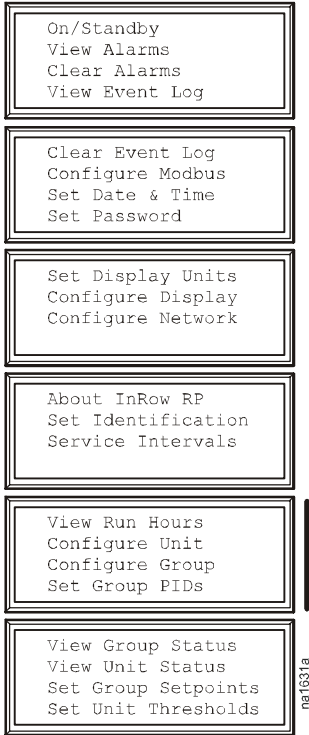 On/Standby
View Alarms
Clear Alarms
View Event Log
Clear Event Log
Configure Modbus
Set Date & Time
Set Password
Set Display Units
Configure Display
Configure Network
About InRow RP
Set Identification
Service Intervals
View Run Hours
Configure Unit
Configure Group
Set Group PIDs
View Group Status
View Unit Status
Set Group Setpoints
Set Unit Thresholds
na1631a